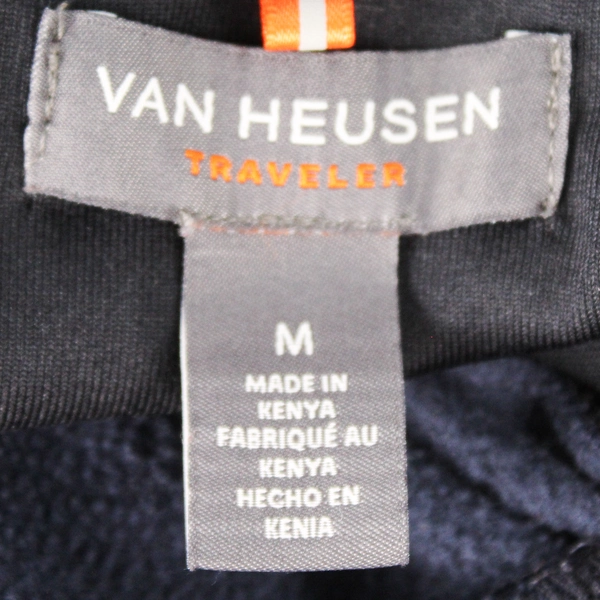 VAN HEUSEN
TRAVELER
M
MADE IN
KENYA
FABRIQUÉ AU
KENYA
HECHO EN
KENIA